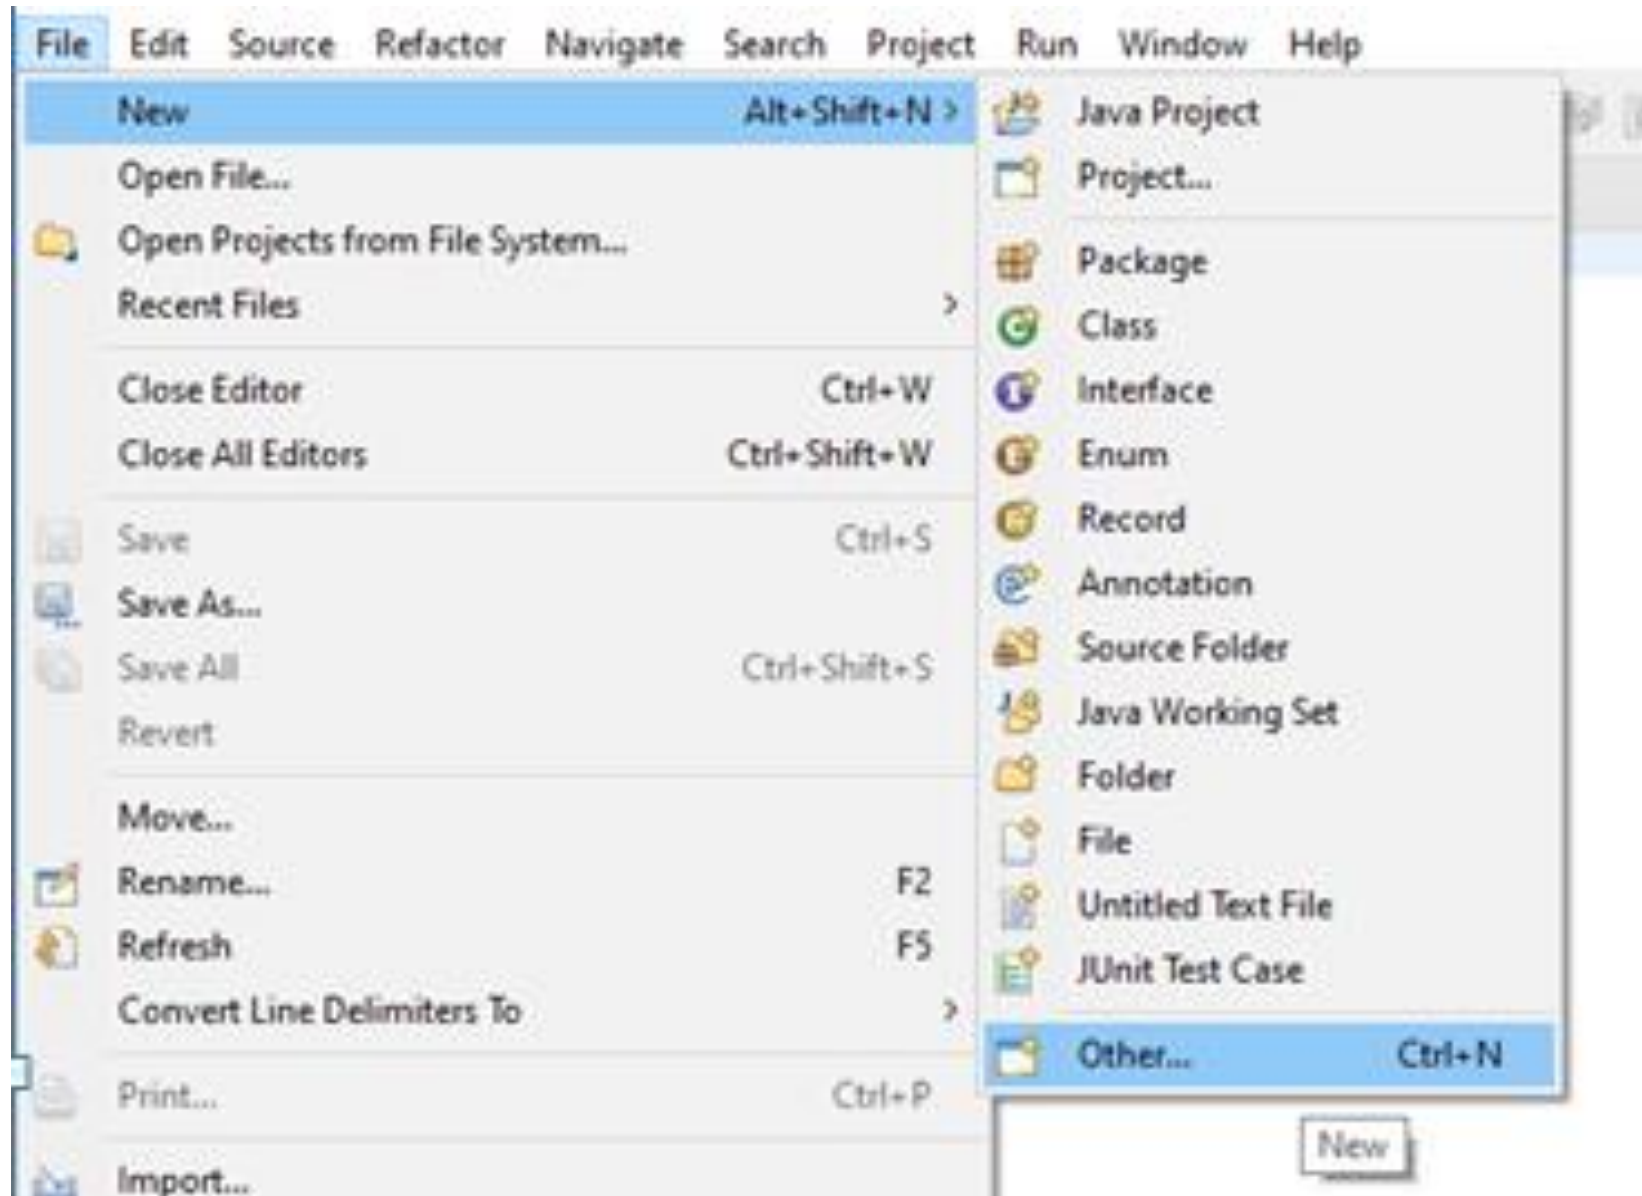 File Edit Source Refactor Navigate Search Project Run Window Help
New Alt+Shift+N >
Open File...
Open Projects from File System...
Recent Files >
Close Editor Ctrl+W
Close All Editors Ctrl+Shift+W
Save Ctrl+S
Save As...
Save All Ctrl+Shift+S
Revert
Move...
Rename... F2
Refresh F5
Convert Line Delimiters To >
Print... Ctrl+P
Import...
Java Project
Project...
Package
Class
Interface
Enum
Record
Annotation
Source Folder
Java Working Set
Folder
File
Untitled Text File
JUnit Test Case
Other... Ctrl+N
New